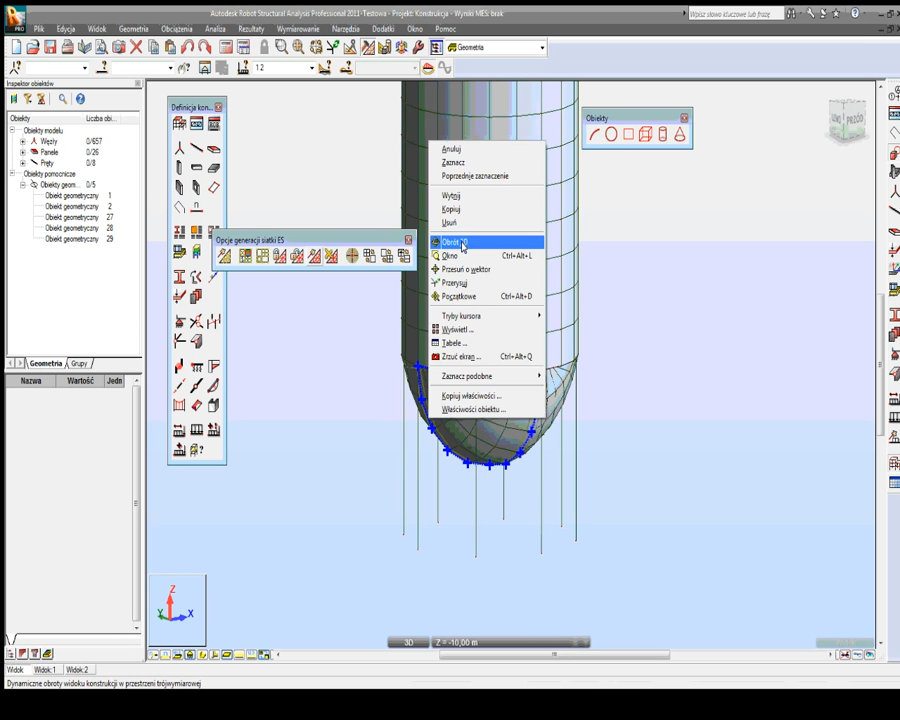 Autodesk Robot Structural Analysis Professional 2011-Testowa - Projekt: Konstrukcja - Wyniki MES: brak
Wpisz słowo kluczowe lub frazę
PRO
Plik Edycja Widok Geometria Obciążenia Analiza Rezultaty Wymiarowanie Narzędzia Dodatki Okno Pomoc
Geometria
1 2
Inspektor obiektów
Obiekty Liczba obi...
Obiekty modelu
Węzły 0/657
Panele 0/26
Pręty 0/8
Obiekty pomocnicze
Obiekty geom... 0/5
Obiekt geometryczny 1
Obiekt geometryczny 2
Obiekt geometryczny 27
Obiekt geometryczny 28
Obiekt geometryczny 29
Geometria Grupy
Nazwa Wartość Jedn
Definicja kon...
Opcje generacji siatki ES
Obiekty
PRZÓD
Anuluj
Zaznacz
Poprzednie zaznaczenie
Wytnij
Kopiuj
Usuń
Obrót 3D
Okno Ctrl+Alt+L
Przesuń o wektor
Przerysuj
Początkowe Ctrl+Alt+D
Tryby kursora
Wyświetl ...
Tabele ...
Zrzuć ekran ... Ctrl+Alt+Q
Zaznacz podobne
Kopiuj właściwości ...
Właściwości obiektu ...
Z
Y X
3D Z = -10,00 m
Widok Widok:1 Widok:2
Dynamiczne obroty widoku konstrukcji w przestrzeni trójwymiarowej